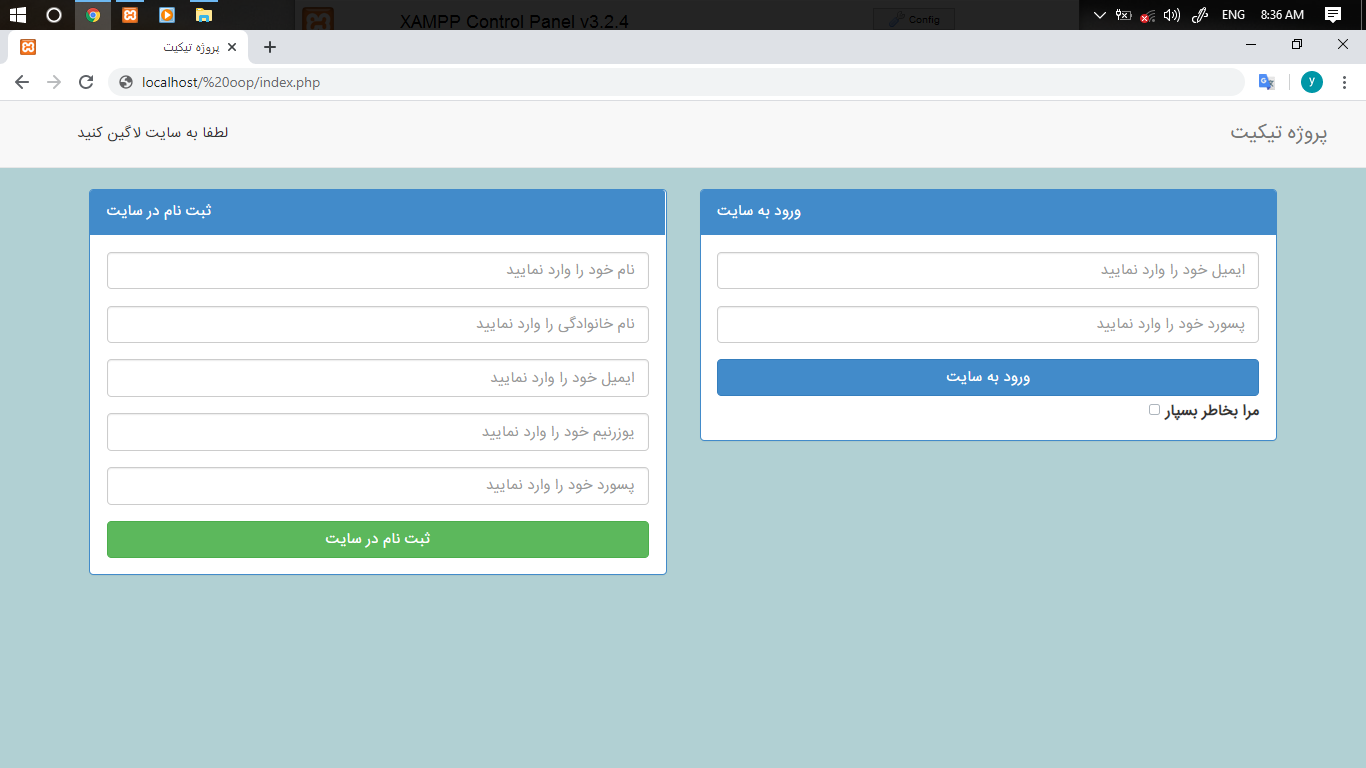 XAMPP Control Panel v3.2.4
Config
ENG
8:36 AM
پروژه تیکیت
localhost/%20oop/index.php
y
پروژه تیکیت
لطفا به سایت لاگین کنید
ورود به سایت
ایمیل خود را وارد نمایید
پسورد خود را وارد نمایید
ورود به سایت
مرا بخاطر بسپار
ثبت نام در سایت
نام خود را وارد نمایید
نام خانوادگی را وارد نمایید
ایمیل خود را وارد نمایید
یوزرنیم خود را وارد نمایید
پسورد خود را وارد نمایید
ثبت نام در سایت